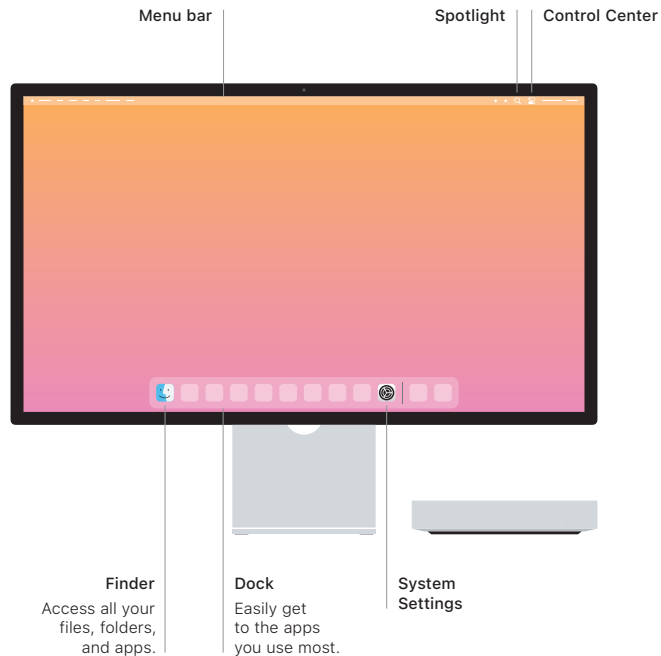 Menu bar
Spotlight
Control Center
Finder
Access all your
files, folders,
and apps.
Dock
Easily get
to the apps
you use most.
System
Settings